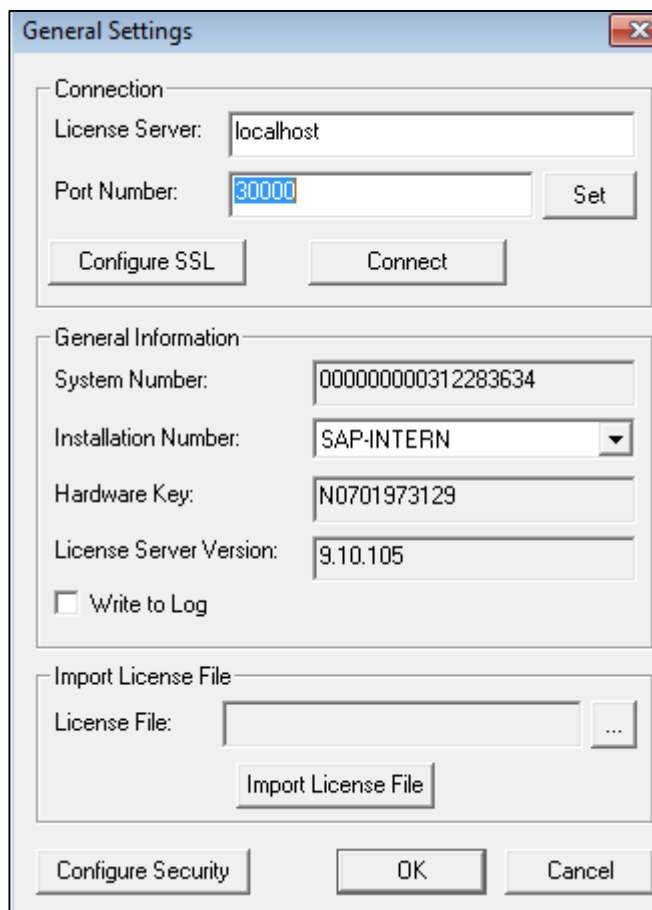 General Settings
Connection
License Server: localhost
Port Number: 30000 Set
Configure SSL Connect
General Information
System Number: 000000000312283634
Installation Number: SAP-INTERN
Hardware Key: N0701973129
License Server Version: 9.10.105
Write to Log
Import License File
License File: ...
Import License File
Configure Security OK Cancel